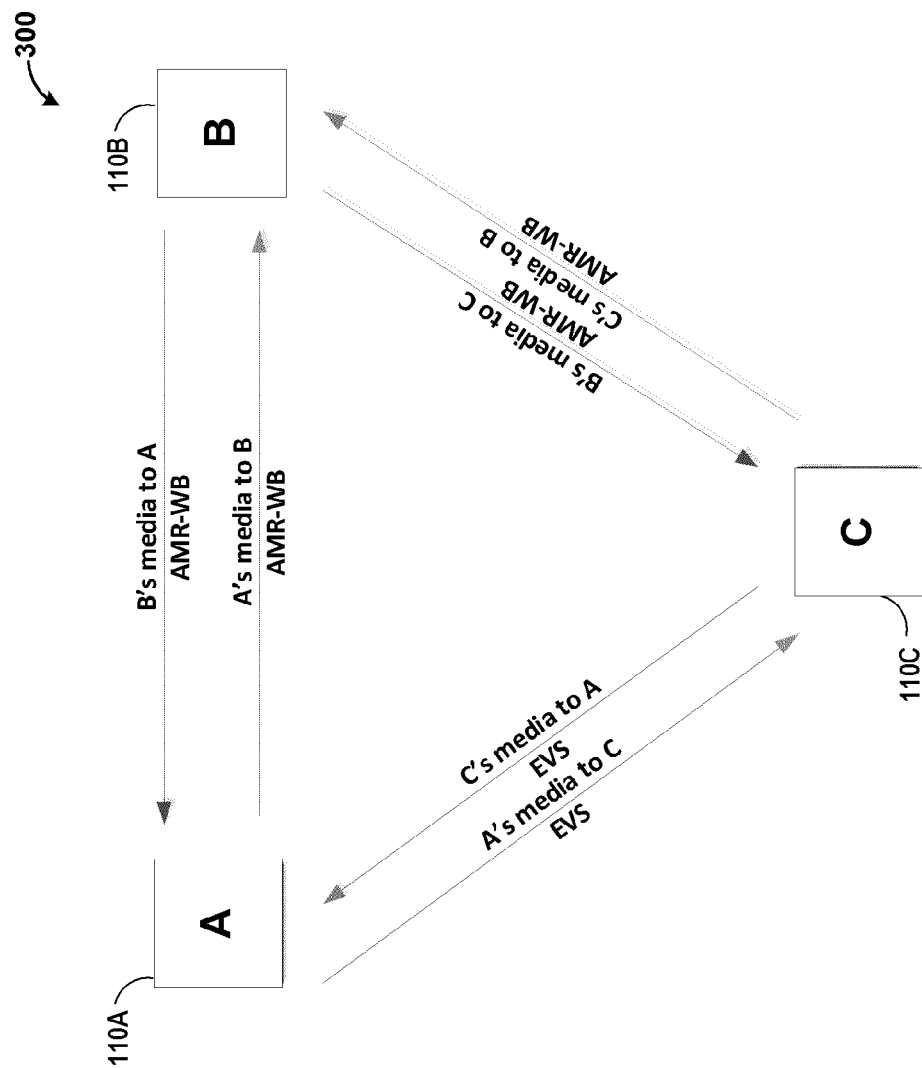 300
110A
A
110B
B
B's media to A
AMR-WB
A's media to B
AMR-WB
C's media to A
EVS
A's media to C
EVS
B's media to C
AMR-WB
C's media to B
AMR-WB
C
110C